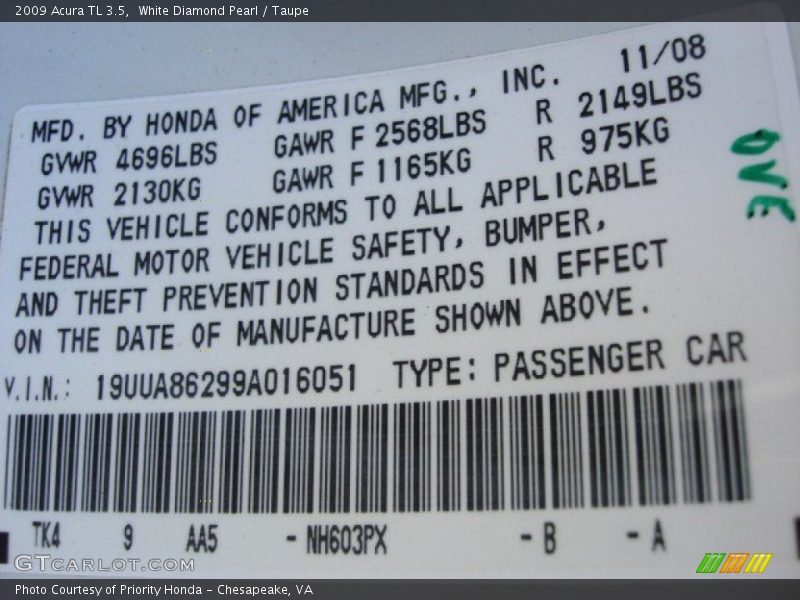 2009 Acura TL 3.5,  White Diamond Pearl / Taupe
MFD. BY HONDA OF AMERICA MFG., INC. 11/08
GVWR 4696LBS GAWR F 2568LBS R 2149LBS
GVWR 2130KG GAWR F 1165KG R 975KG
THIS VEHICLE CONFORMS TO ALL APPLICABLE
FEDERAL MOTOR VEHICLE SAFETY, BUMPER,
AND THEFT PREVENTION STANDARDS IN EFFECT
ON THE DATE OF MANUFACTURE SHOWN ABOVE.
V.I.N.: 19UUA86299A016051 TYPE: PASSENGER CAR
TK4 9 AA5 - NH603PX - B - A
GTCARLOT.COM
Photo Courtesy of Priority Honda - Chesapeake, VA